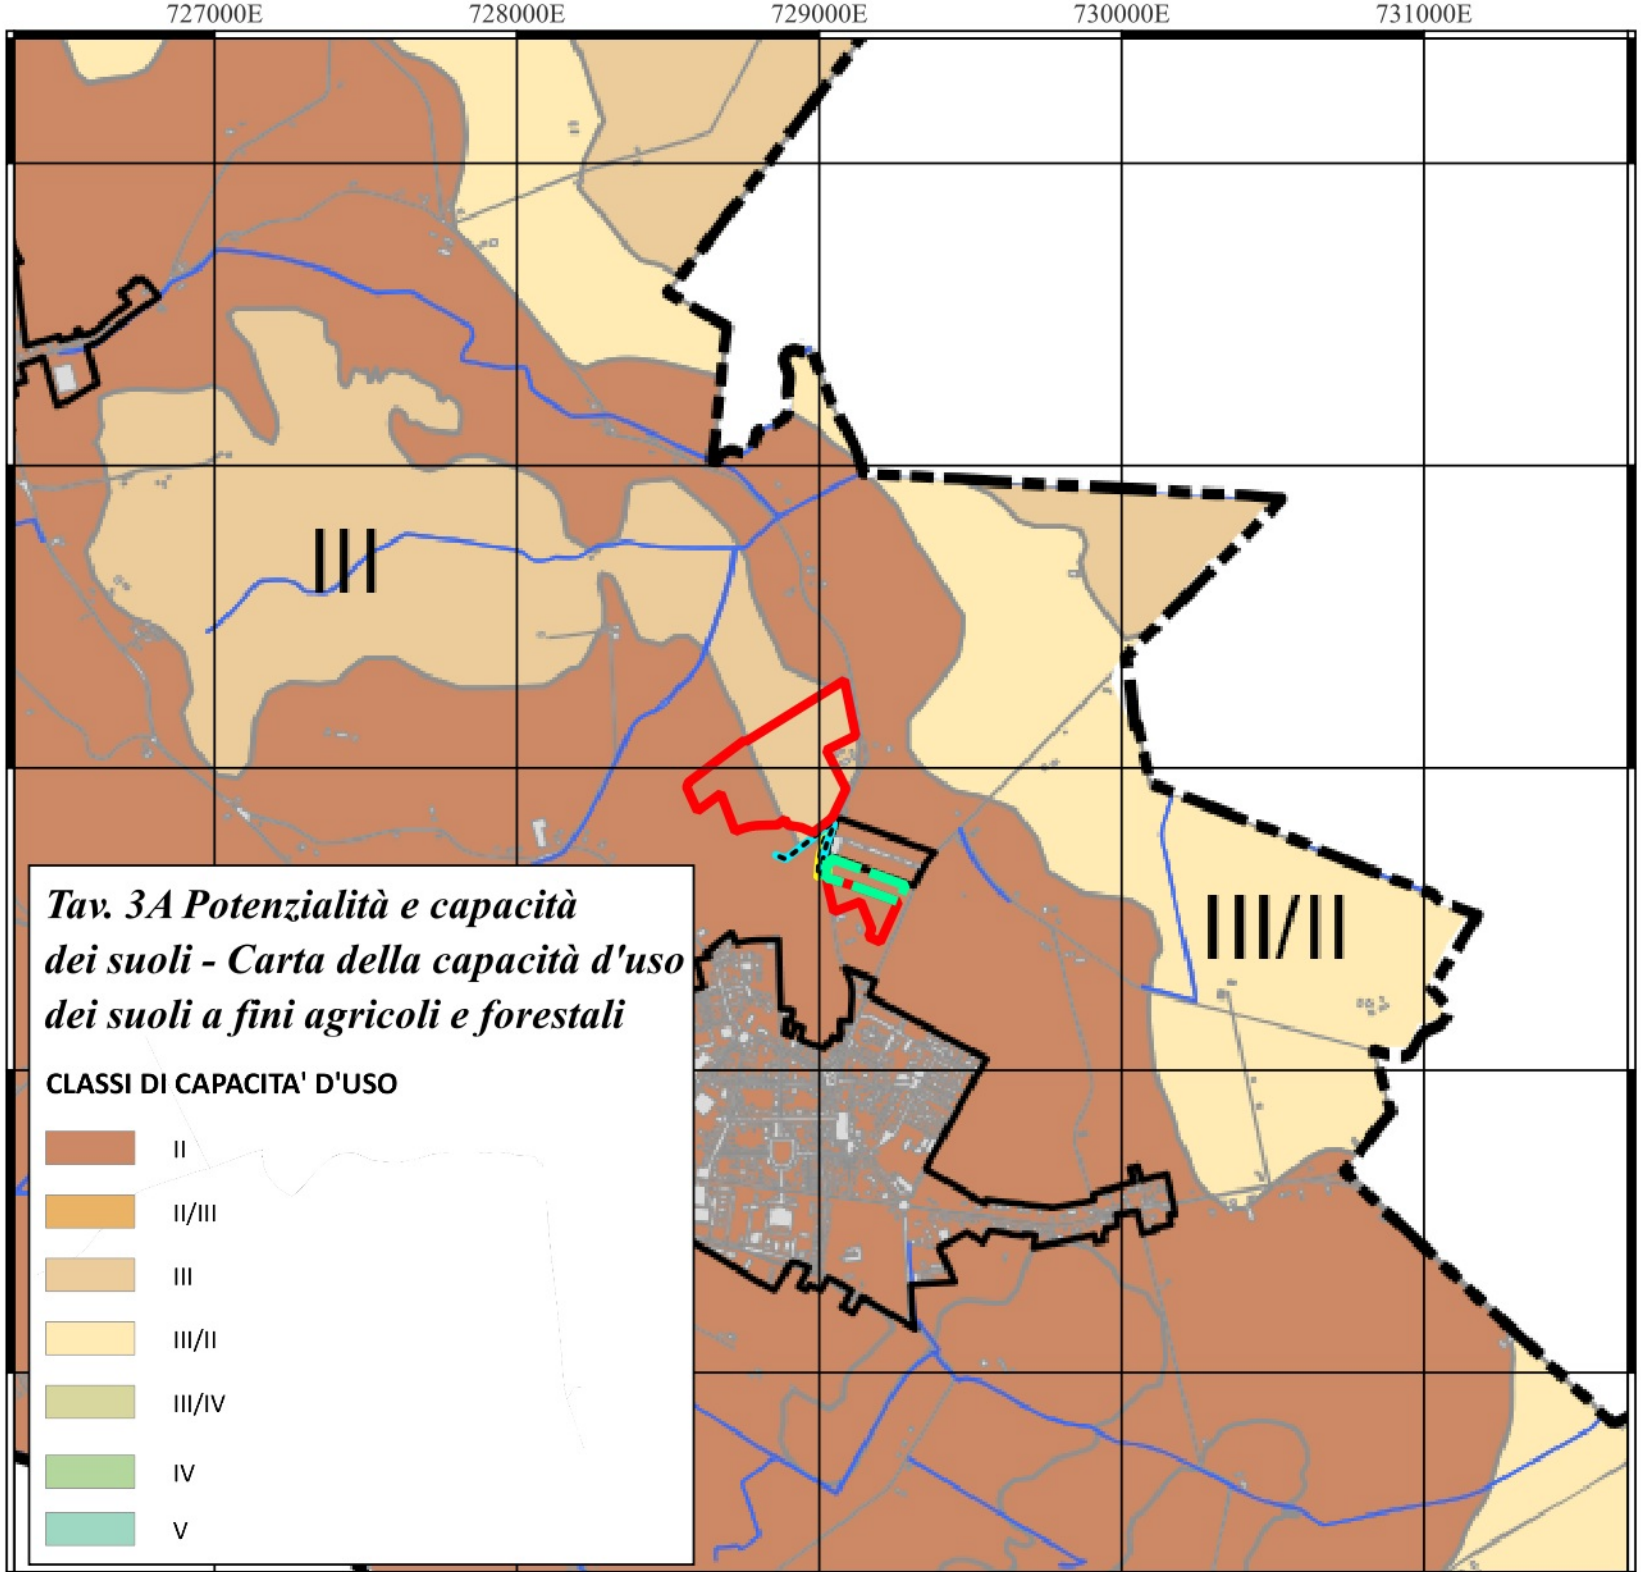 727000E 728000E 729000E 730000E 731000E
III
III/II
Tav. 3A Potenzialità e capacità
dei suoli - Carta della capacità d'uso
dei suoli a fini agricoli e forestali
CLASSI DI CAPACITA' D'USO
II
II/III
III
III/II
III/IV
IV
V